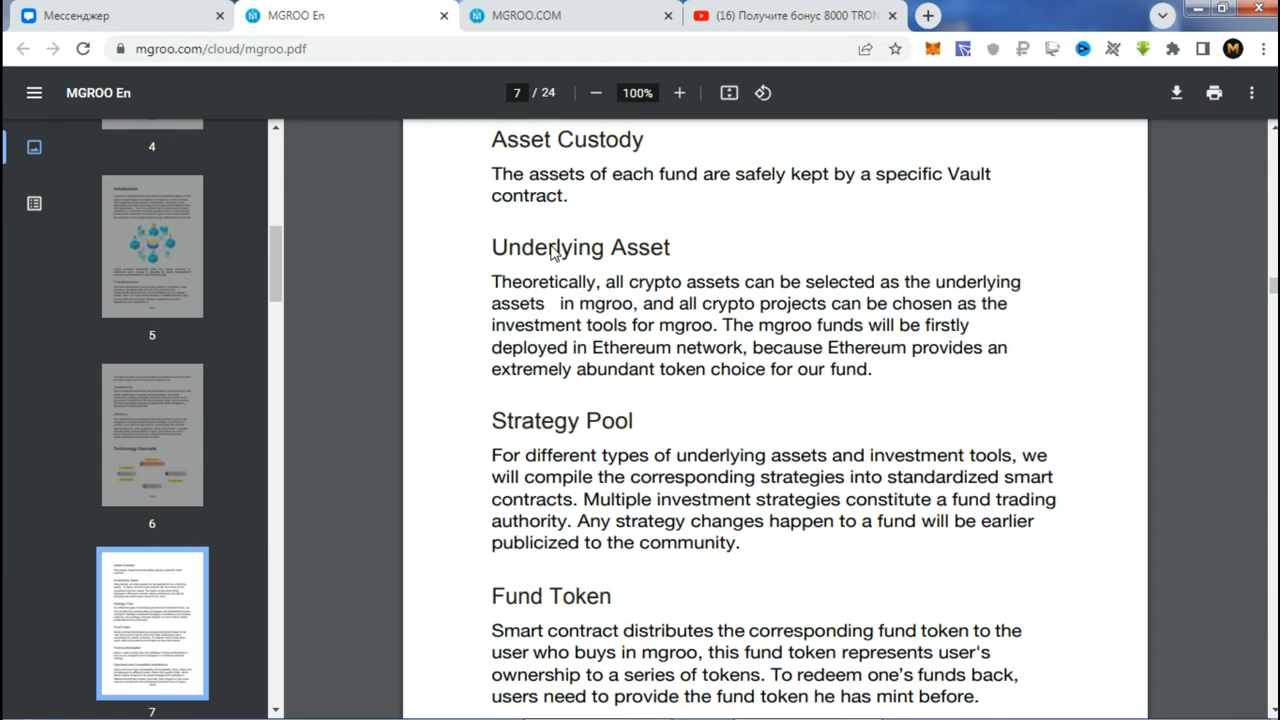 Мессенджер
MGROO En
MGROO.COM
(16) Получите бонус 8000 TRON
mgroo.com/cloud/mgroo.pdf
MGROO En
7 / 24
100%
4
Introduction
5
Technology Concepts
6
7
Asset Custody
The assets of each fund are safely kept by a specific Vault
contract.
Underlying Asset
Theoretically, all crypto assets can be selected as the underlying
assets in mgroo, and all crypto projects can be chosen as the
investment tools for mgroo. The mgroo funds will be firstly
deployed in Ethereum network, because Ethereum provides an
extremely abundant token choice for our fund.
Strategy Pool
For different types of underlying assets and investment tools, we
will compile the corresponding strategies into standardized smart
contracts. Multiple investment strategies constitute a fund trading
authority. Any strategy changes happen to a fund will be earlier
publicized to the community.
Fund Token
Smart contract distributes the corresponding fund token to the
user who buys in mgroo, this fund token represents user's
ownership to a series of tokens. To redeem one's funds back,
users need to provide the fund token he has mint before.